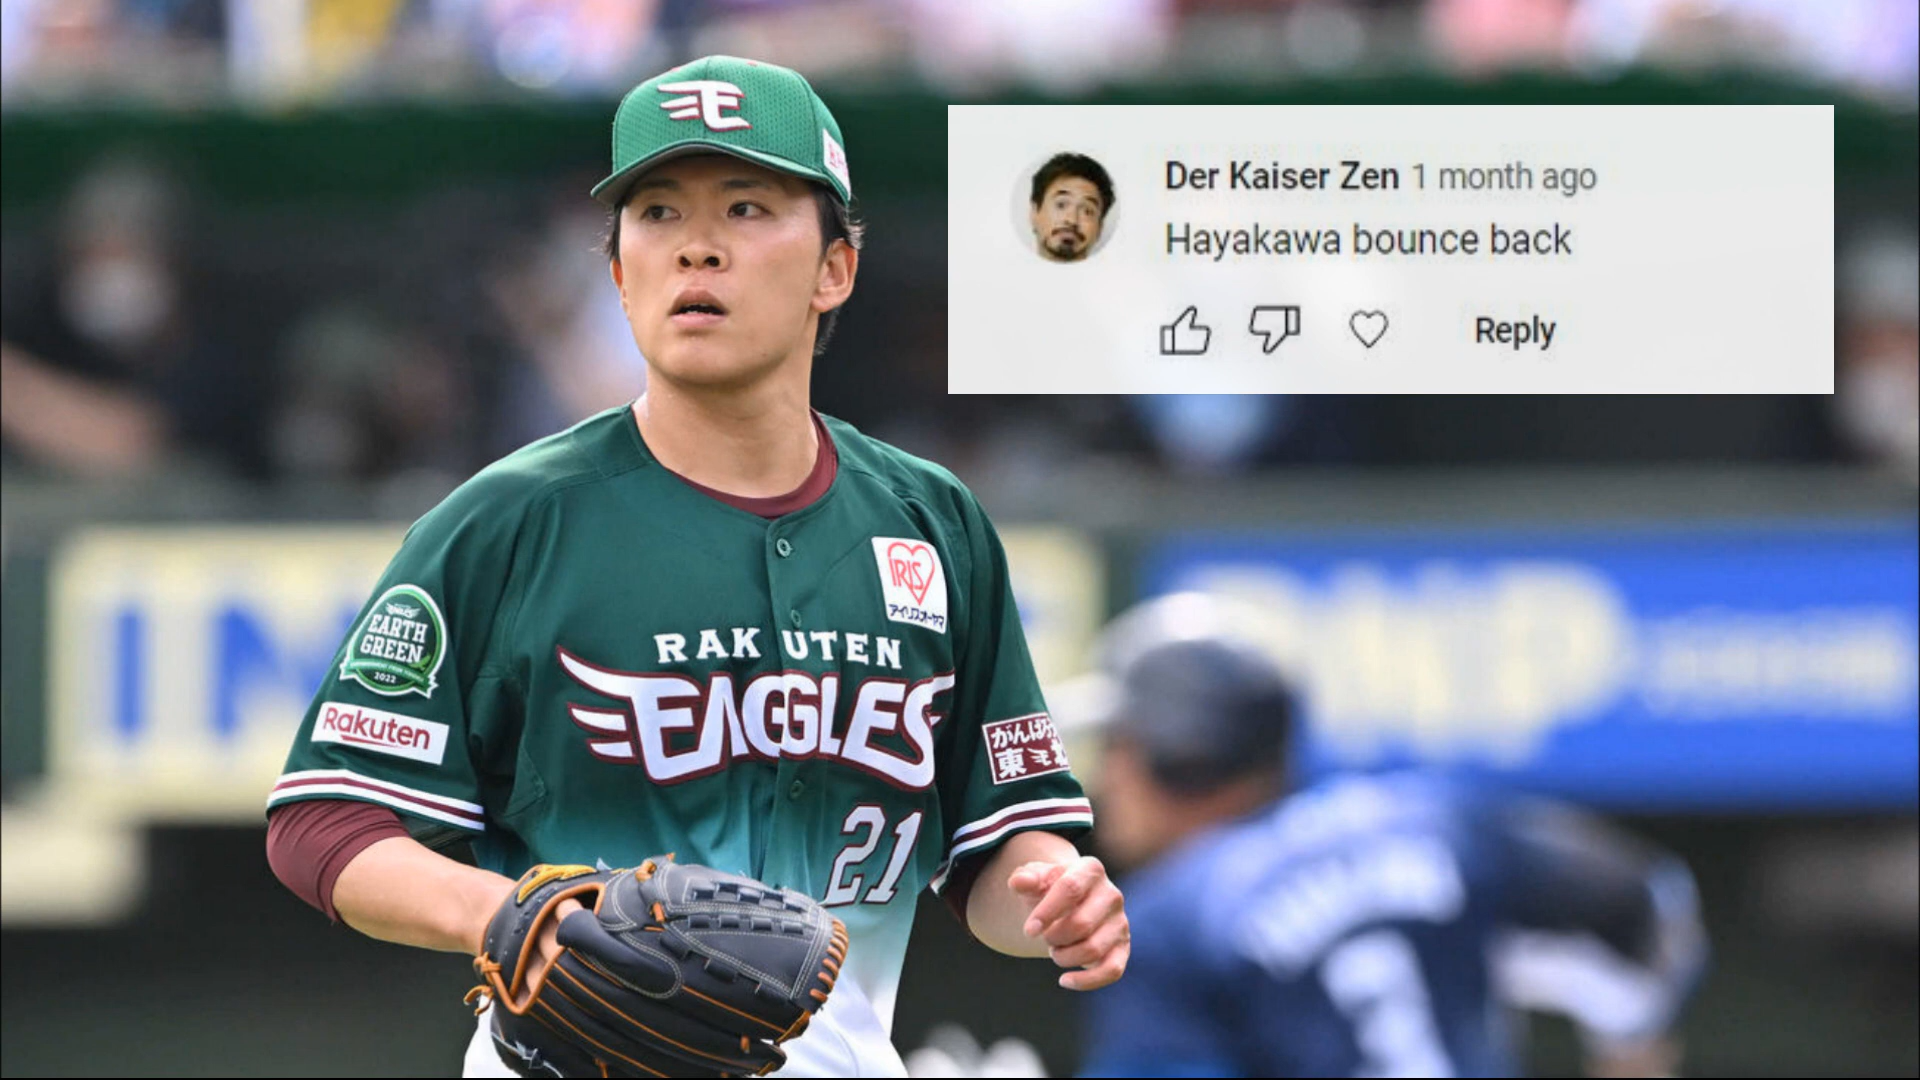 Der Kaiser Zen 1 month ago
Hayakawa bounce back
Reply
IRIS
アイリスオーヤマ
EARTH
GREEN
2022
RAKUTEN
EAGLES
Rakuten
がんばろう
東北
21